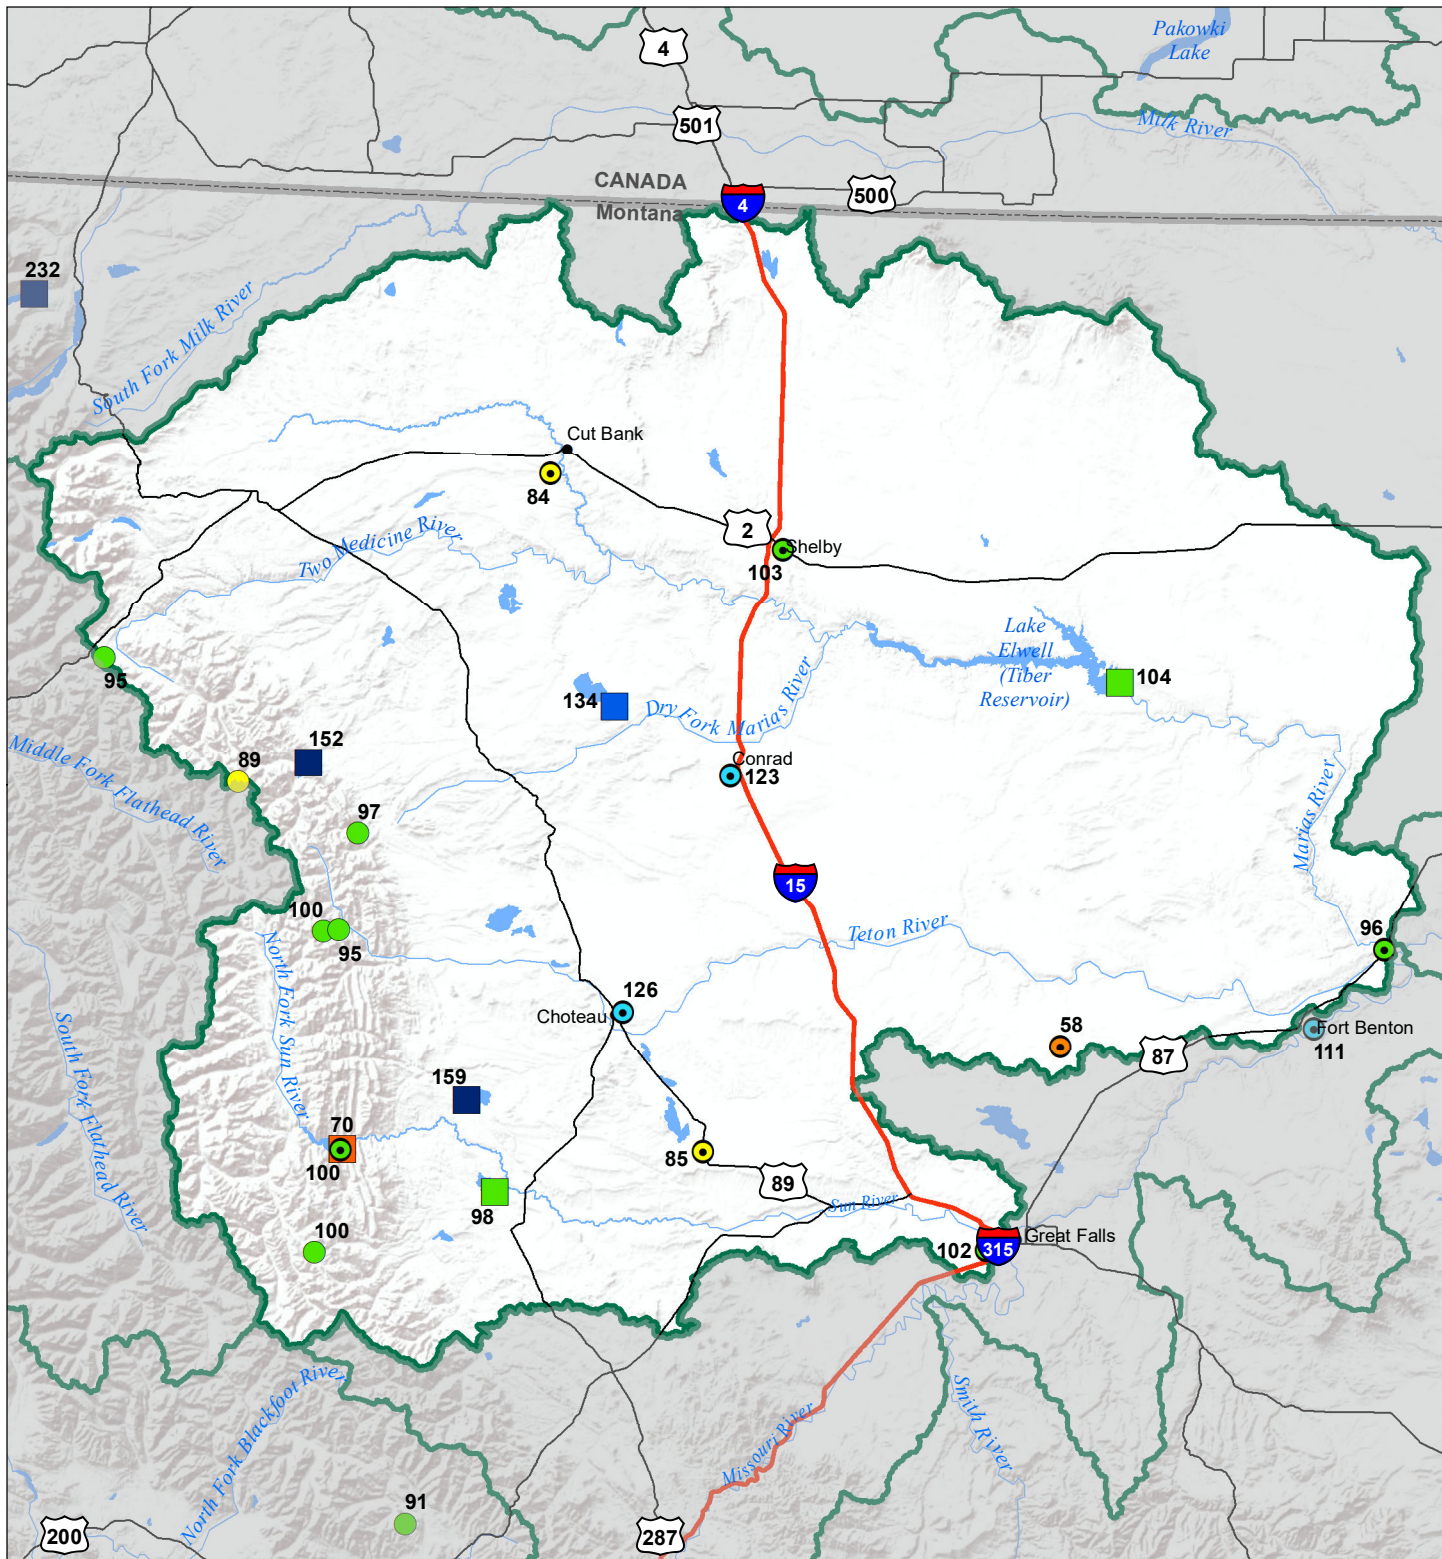 Pakowki
Lake
4
501
Milk River
CANADA
Montana
4
500
232
South Fork Milk River
Cut Bank
84
2
Shelby
103
Two Medicine River
Lake
Elwell
(Tiber
Reservoir)
104
95
134
Dry Fork Marias River
152
89
Middle Fork Flathead River
Conrad
123
Marias River
97
15
100
95
North Fork Sun River
Teton River
96
126
Choteau
58
87
Fort Benton
111
South Fork Flathead River
159
70
100
85
89
98
Sun River
100
102
315
Great Falls
North Fork Blackfoot River
Missouri River
Smith River
91
200
287